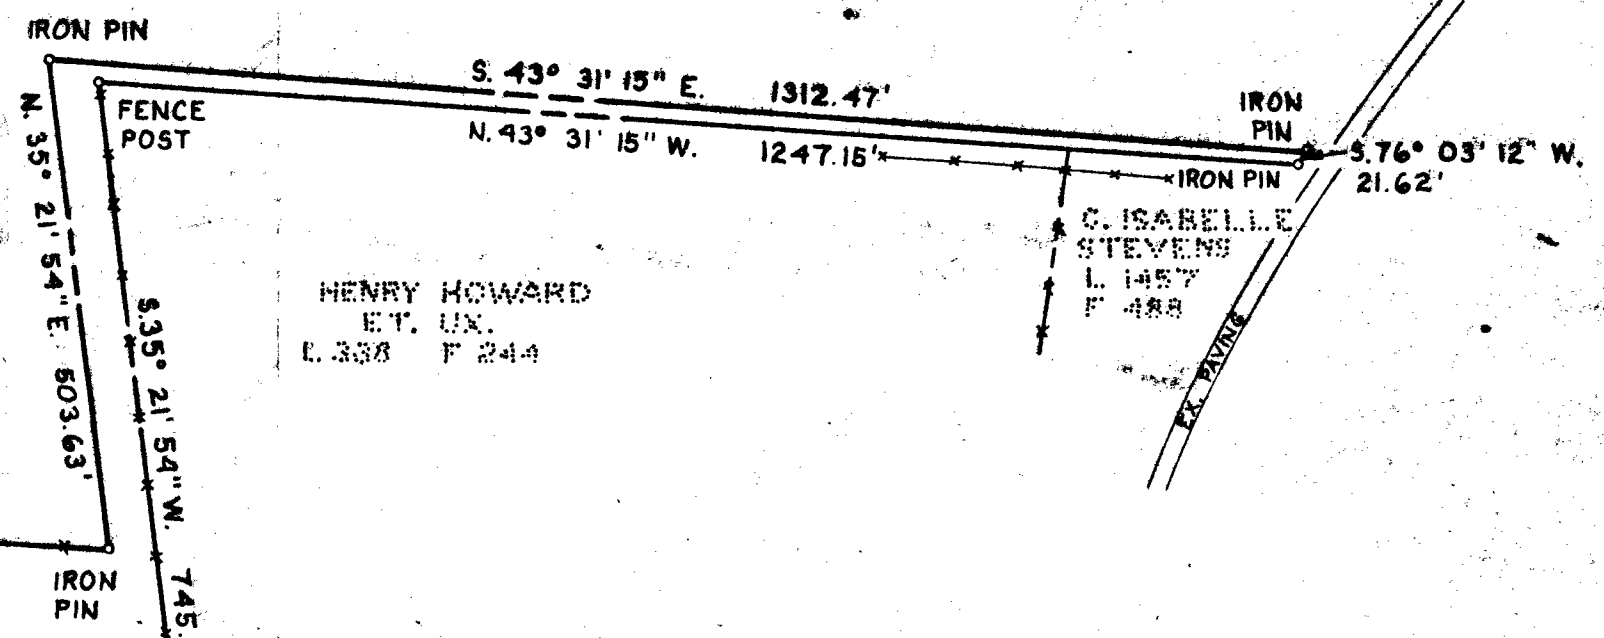 IRON PIN
S. 43° 31' 15" E. 1312.47'
N. 43° 31' 15" W. 1247.15'
FENCE
POST
IRON
PIN
S.76° 03' 12" W.
21.62'
IRON PIN
N. 35° 21' 54" E. 503.63'
S.35° 21' 54" W. 745.
C. ISABELLE
STEVENS
L. 1457
F 488
HENRY HOWARD
ET. UX.
L. 338 F 244
EX. PAVING
IRON
PIN